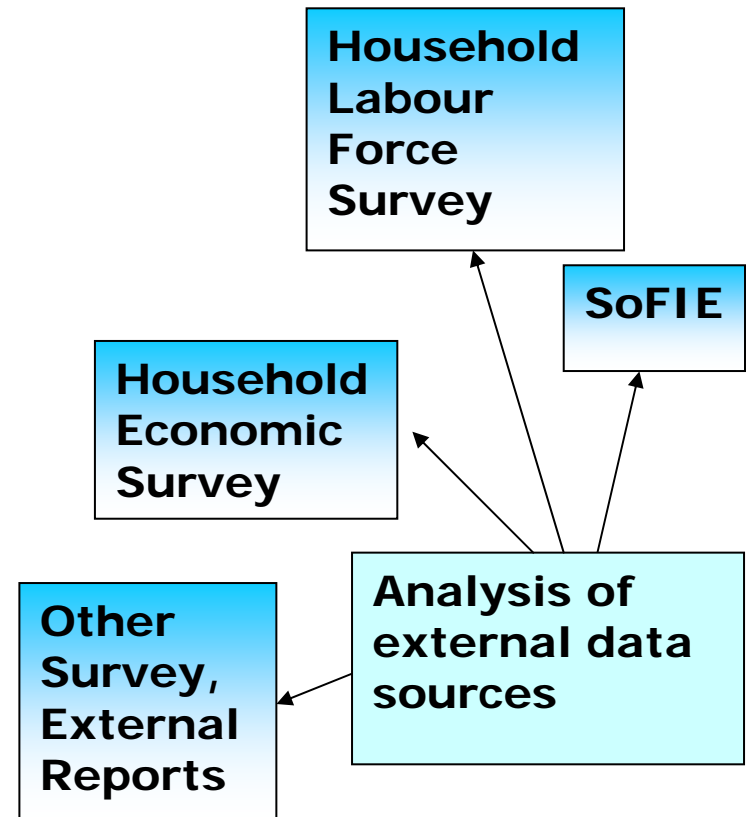 Household
Labour
Force
Survey
SoFIE
Household
Economic
Survey
Analysis of
external data
sources
Other
Survey,
External
Reports